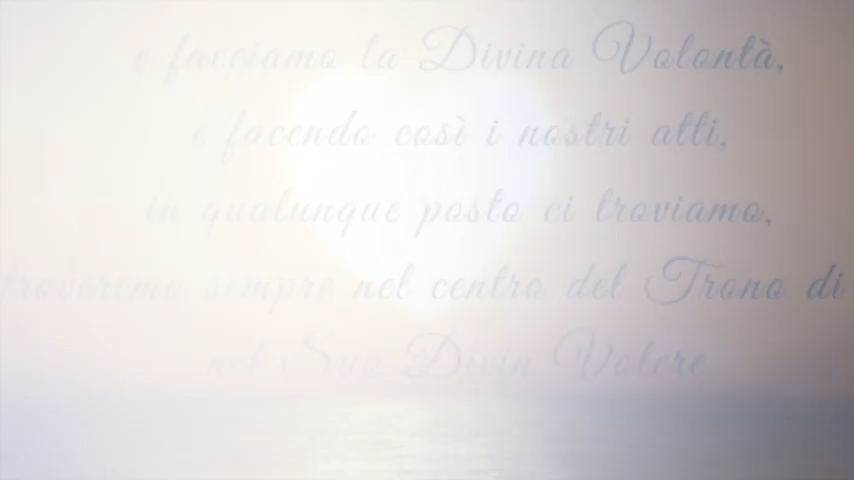 e facciamo la Divina Volontà,
e facendo così i nostri atti,
in qualunque posto ci troviamo,
troveremo sempre nel centro del Trono di
nel Suo Divin Volere